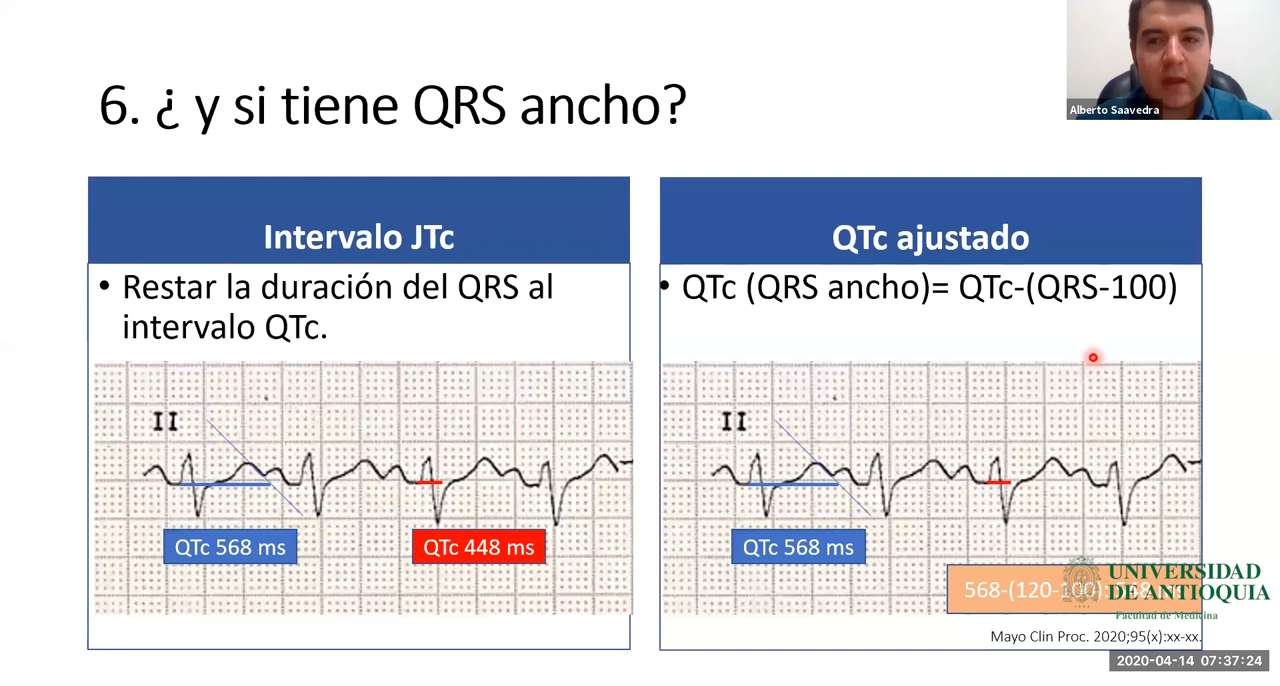 Alberto Saavedra
6. ¿ y si tiene QRS ancho?
Intervalo JTc
• Restar la duración del QRS al
intervalo QTc.
II
QTc 568 ms
QTc 448 ms
QTc ajustado
• QTc (QRS ancho)= QTc-(QRS-100)
II
QTc 568 ms
568-(120-100)
UNIVERSIDAD
DE ANTIOQUIA
Facultad de Medicina
Mayo Clin Proc. 2020;95(x):xx-xx.
2020-04-14 07:37:24